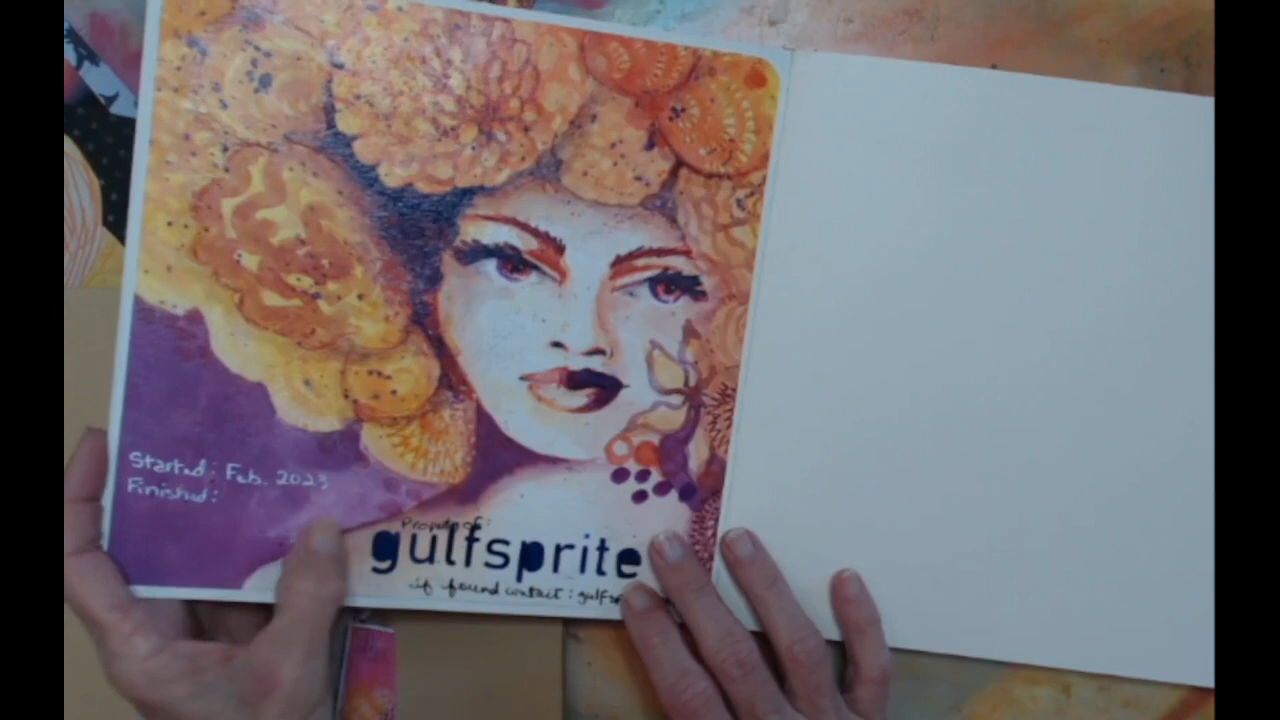 Started: Feb. 2023
Finished:
Property of:
gulfsprite
if found contact: